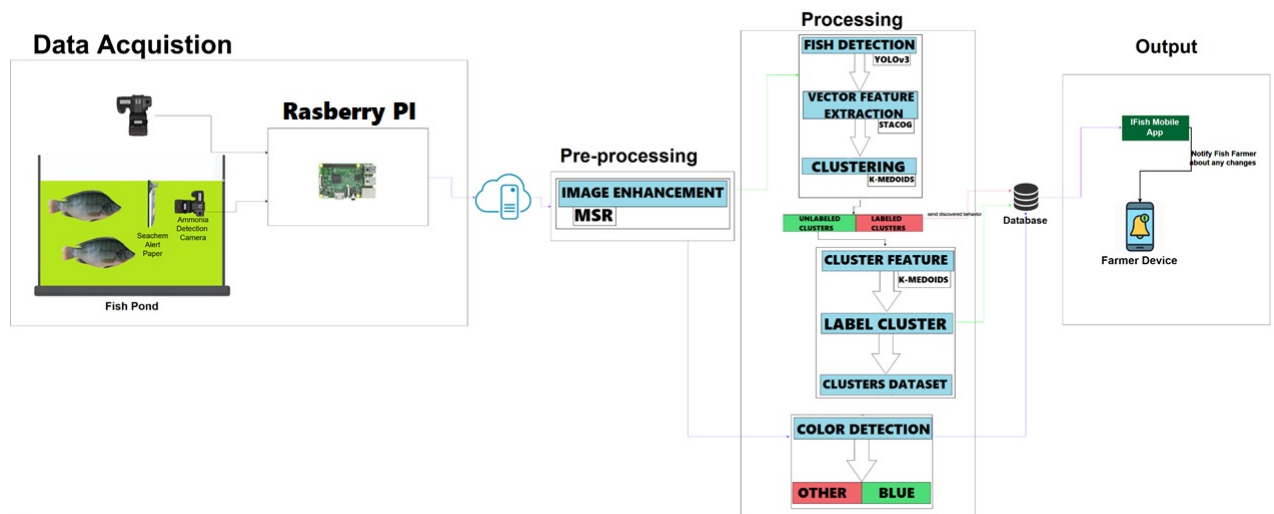 Data Acquistion
Rasberry PI
Ammonia
Detection
Camera
Seachem
Alert
Paper
Fish Pond
Pre-processing
IMAGE ENHANCEMENT
MSR
Processing
FISH DETECTION
YOLOv3
VECTOR FEATURE
EXTRACTION
STACOG
CLUSTERING
K-MEDOIDS
UNLABELED
CLUSTERS
LABELED
CLUSTERS
send discovered behavior
CLUSTER FEATURE
K-MEDOIDS
LABEL CLUSTER
CLUSTERS DATASET
COLOR DETECTION
OTHER
BLUE
Database
Output
IFish Mobile
App
Notify Fish Farmer
about any changes
Farmer Device